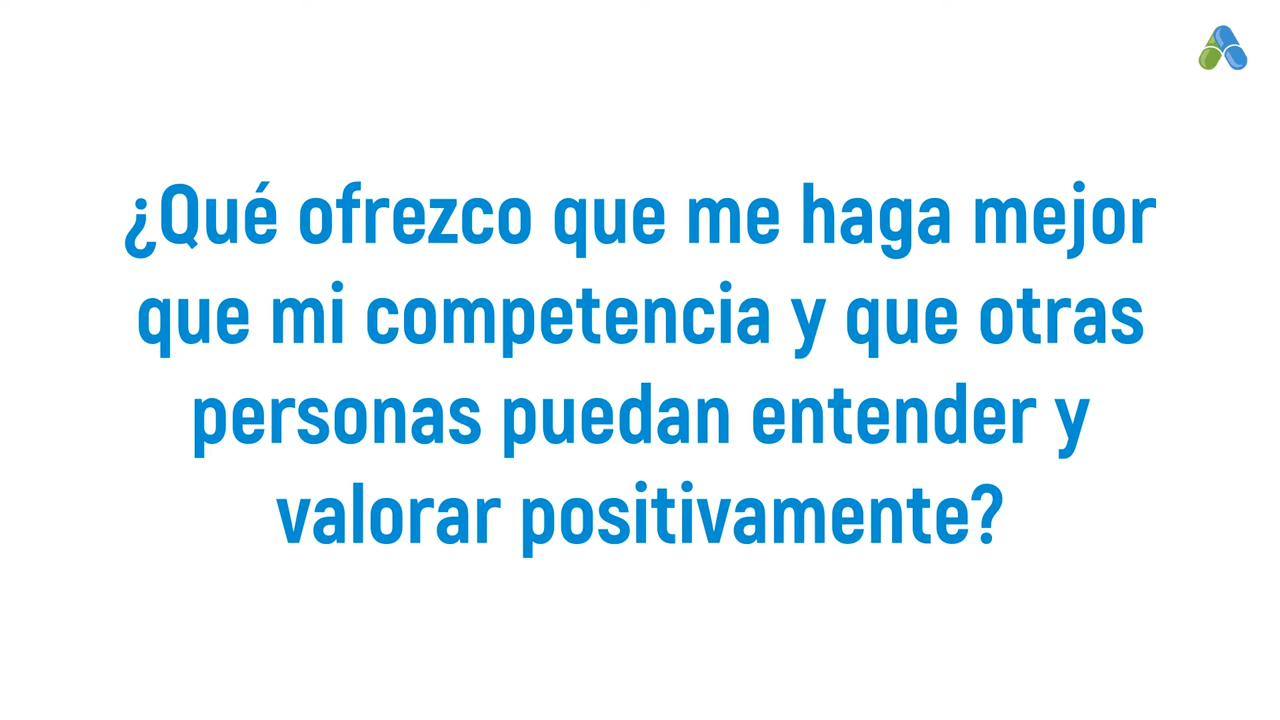 ¿Qué ofrezco que me haga mejor
que mi competencia y que otras
personas puedan entender y
valorar positivamente?